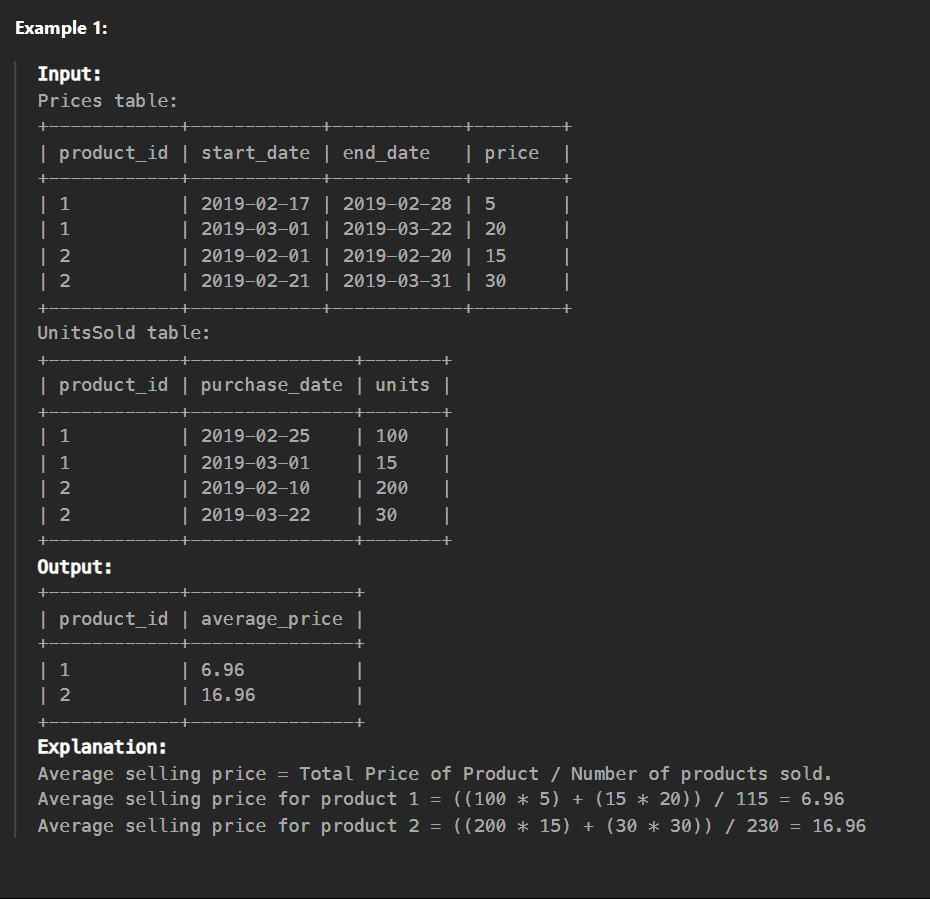 Example 1:
Input:
Prices table:
+------------+------------+------------+--------+
| product_id | start_date | end_date   | price  |
+------------+------------+------------+--------+
| 1          | 2019-02-17 | 2019-02-28 | 5      |
| 1          | 2019-03-01 | 2019-03-22 | 20     |
| 2          | 2019-02-01 | 2019-02-20 | 15     |
| 2          | 2019-02-21 | 2019-03-31 | 30     |
+------------+------------+------------+--------+
UnitsSold table:
+------------+---------------+-------+
| product_id | purchase_date | units |
+------------+---------------+-------+
| 1          | 2019-02-25    | 100   |
| 1          | 2019-03-01    | 15    |
| 2          | 2019-02-10    | 200   |
| 2          | 2019-03-22    | 30    |
+------------+---------------+-------+
Output:
+------------+---------------+
| product_id | average_price |
+------------+---------------+
| 1          | 6.96          |
| 2          | 16.96         |
+------------+---------------+
Explanation:
Average selling price = Total Price of Product / Number of products sold.
Average selling price for product 1 = ((100 * 5) + (15 * 20)) / 115 = 6.96
Average selling price for product 2 = ((200 * 15) + (30 * 30)) / 230 = 16.96